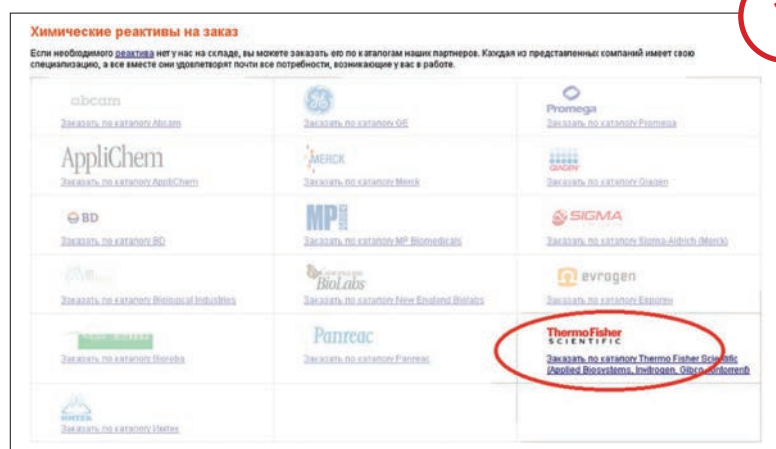 Химические реактивы на заказ
Если необходимого реактива нет у нас на складе, вы можете заказать его по каталогам наших партнеров. Каждая из представленных компаний имеет свою
специализацию, а все вместе они удовлетворят почти все потребности, возникающие у вас в работе.
abcam
Заказать по каталогу Abcam
GE
Заказать по каталогу GE
Promega
Заказать по каталогу Promega
AppliChem
Заказать по каталогу AppliChem
MERCK
Заказать по каталогу Merck
QIAGEN
Заказать по каталогу Qiagen
BD
Заказать по каталогу BD
MP
Заказать по каталогу MP Biomedicals
SIGMA
Заказать по каталогу Sigma-Aldrich (Merck)
Заказать по каталогу Biological Industries
BioLabs
Заказать по каталогу New England Biolabs
evrogen
Заказать по каталогу Евроген
Заказать по каталогу Bioreba
Panreac
Заказать по каталогу Panreac
ThermoFisher
SCIENTIFIC
Заказать по каталогу Thermo Fisher Scientific
(Applied Biosystems, Invitrogen, Gibco, Iontorrent)
ИМТЕК
Заказать по каталогу Имтек